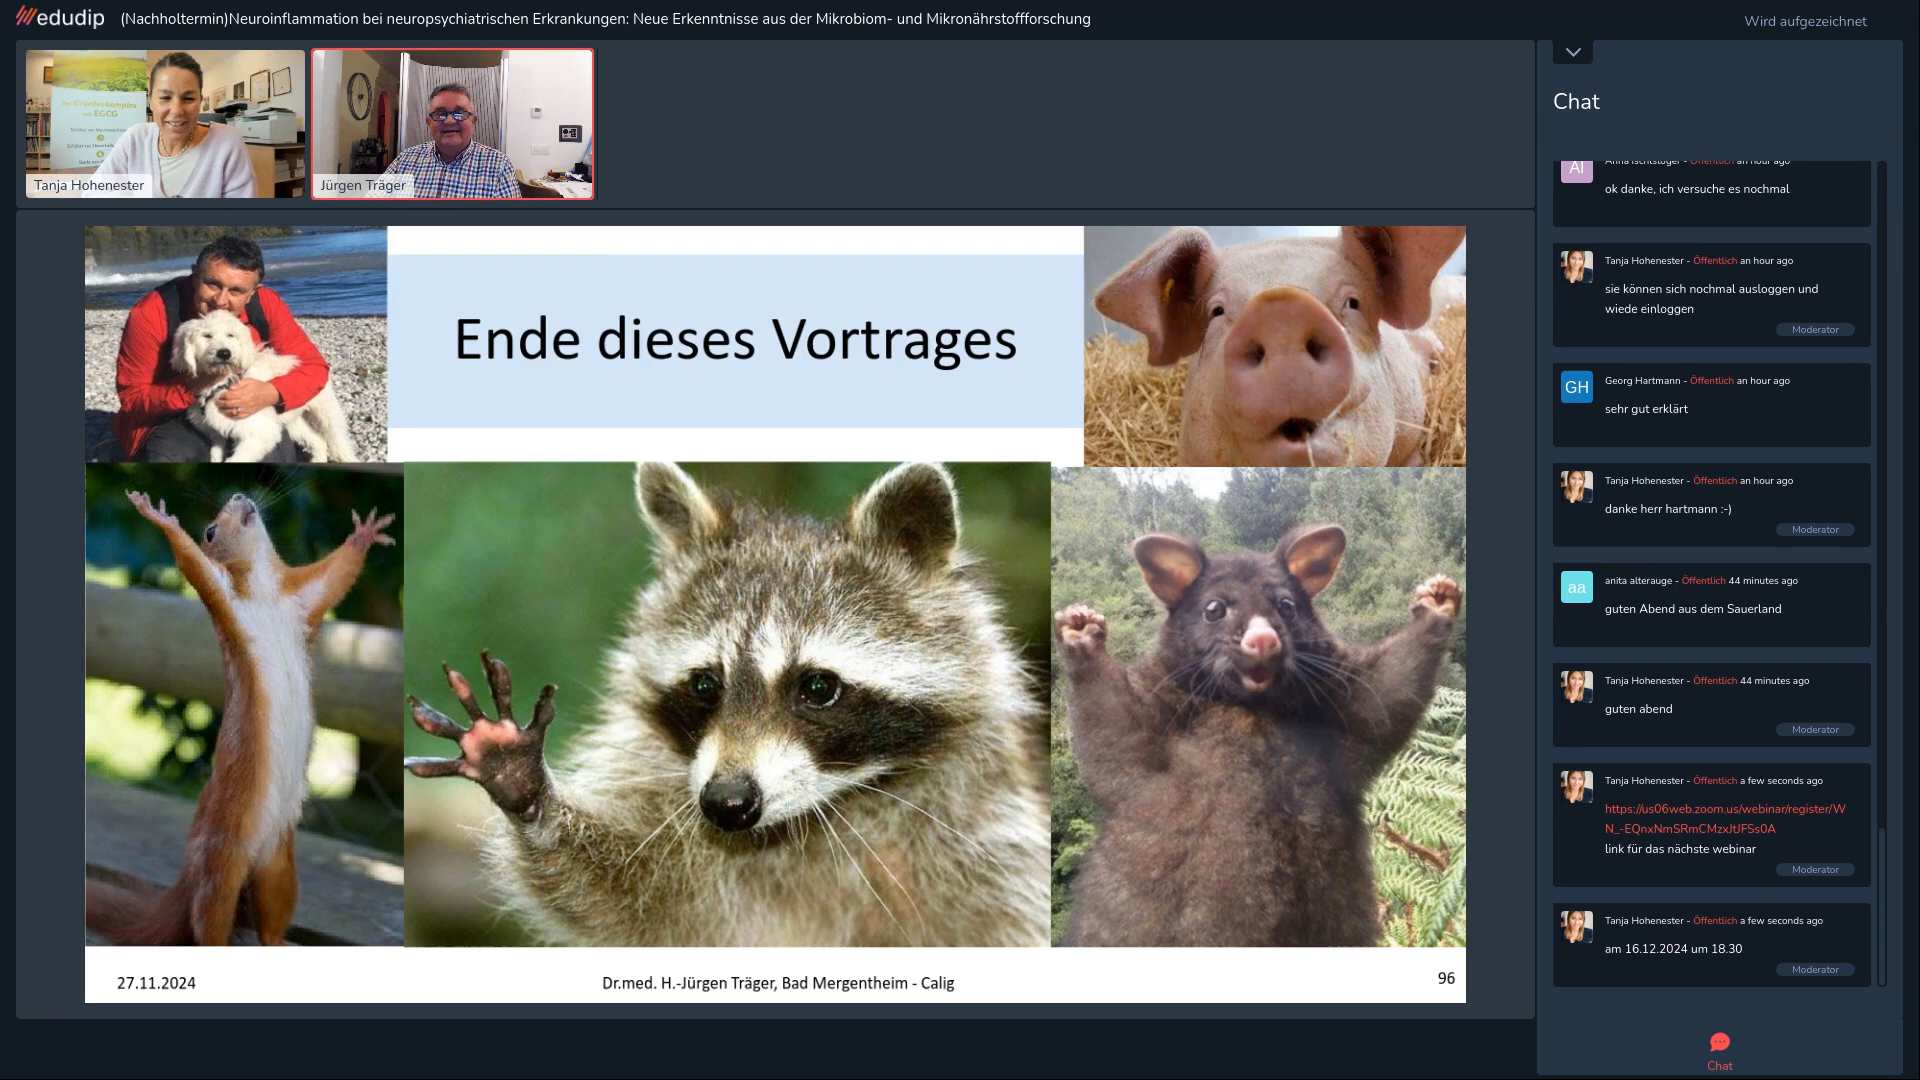 edudip
(Nachholtermin)Neuroinflammation bei neuropsychiatrischen Erkrankungen: Neue Erkenntnisse aus der Mikrobiom- und Mikronährstoffforschung
Wird aufgezeichnet
EGCG
Tanja Hohenester
Jürgen Träger
Ende dieses Vortrages
27.11.2024
Dr.med. H.-Jürgen Träger, Bad Mergentheim - Calig
96
Chat
AI
Öffentlich an hour ago
ok danke, ich versuche es nochmal
Tanja Hohenester - Öffentlich an hour ago
sie können sich nochmal ausloggen und
wiede einloggen
Moderator
GH
Georg Hartmann - Öffentlich an hour ago
sehr gut erklärt
Tanja Hohenester - Öffentlich an hour ago
danke herr hartmann :-)
Moderator
aa
anita alterauge - Öffentlich 44 minutes ago
guten Abend aus dem Sauerland
Tanja Hohenester - Öffentlich 44 minutes ago
guten abend
Moderator
Tanja Hohenester - Öffentlich a few seconds ago
https://us06web.zoom.us/webinar/register/W
N_-EQnxNmSRmCMzxJtJFSs0A
link für das nächste webinar
Moderator
Tanja Hohenester - Öffentlich a few seconds ago
am 16.12.2024 um 18.30
Moderator
Chat